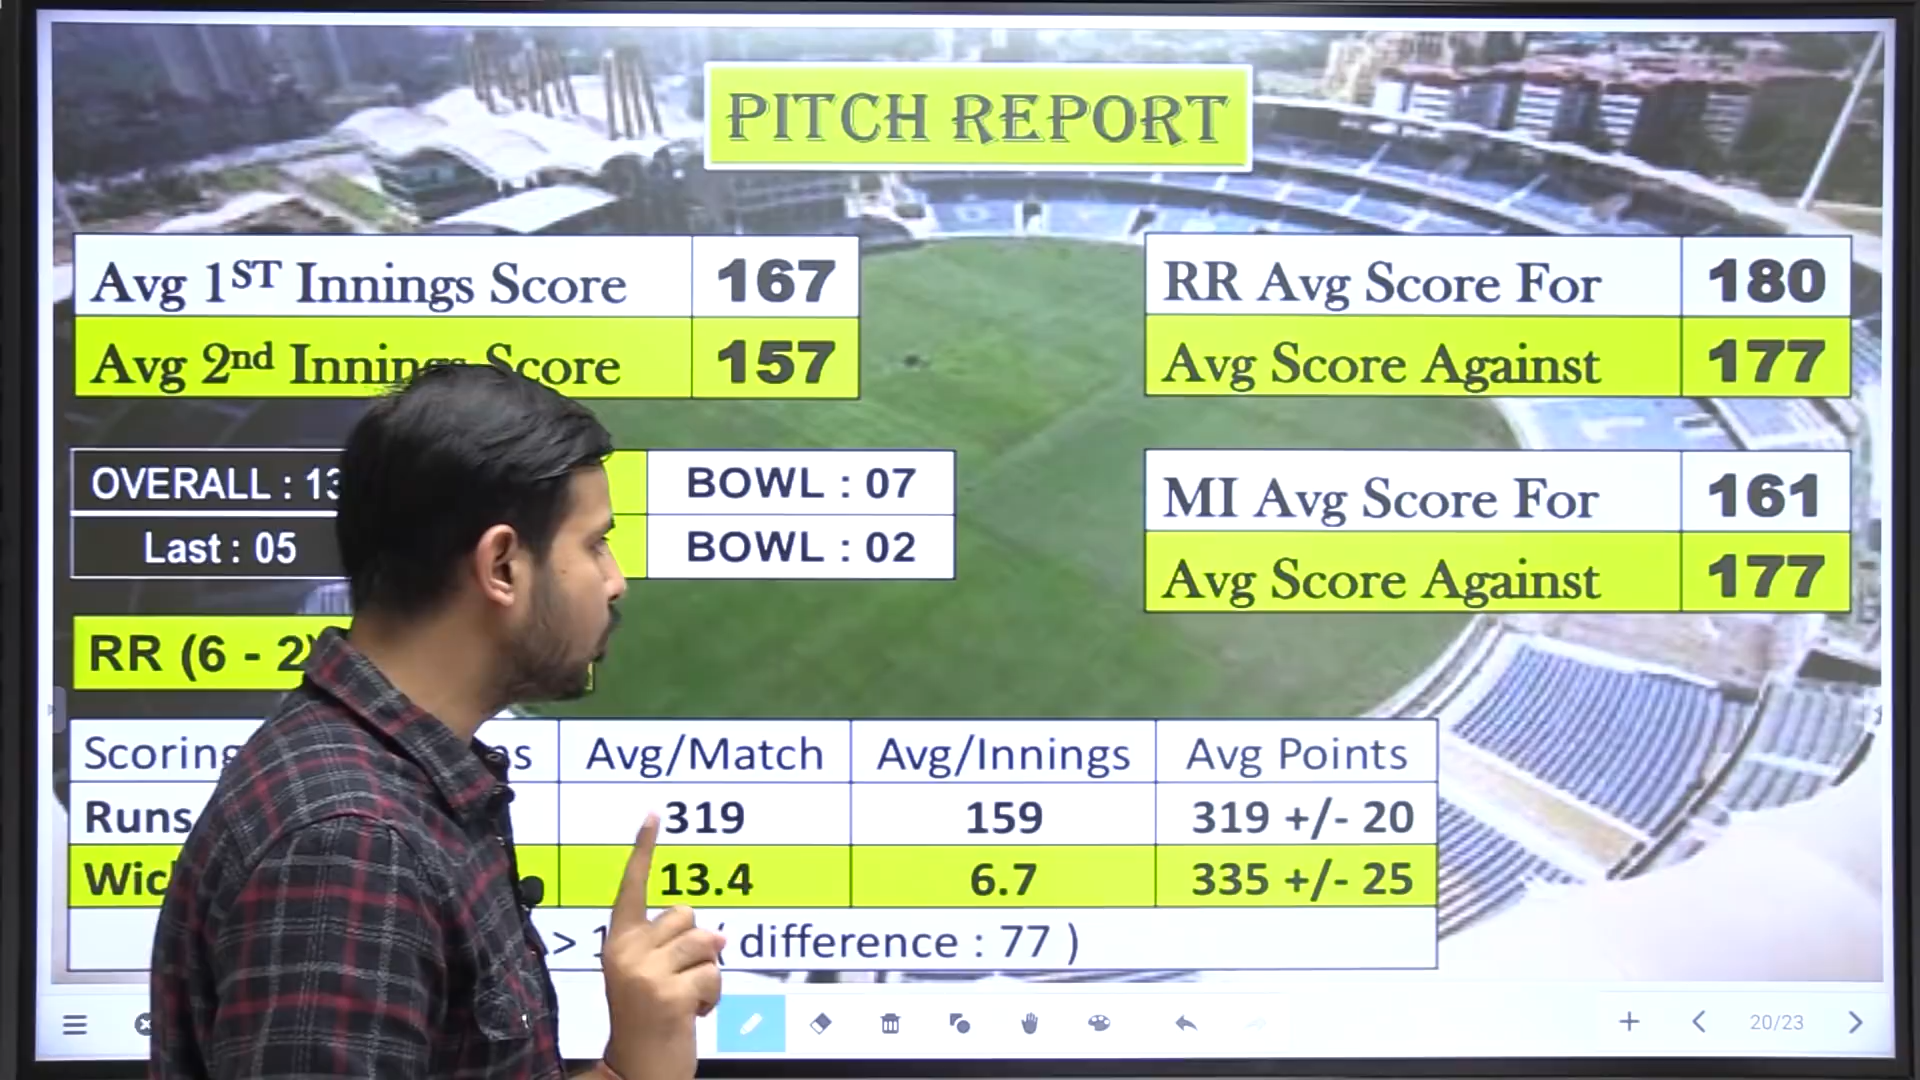 PITCH REPORT
Avg 1ST Innings Score 167
Avg 2nd Innings Score 157
RR Avg Score For 180
Avg Score Against 177
OVERALL : 13 BOWL : 07
Last : 05 BOWL : 02
MI Avg Score For 161
Avg Score Against 177
RR (6 - 2)
Scoring Avg/Match Avg/Innings Avg Points
Runs 319 159 319 +/- 20
13.4 6.7 335 +/- 25
> ( difference : 77 )
20/23